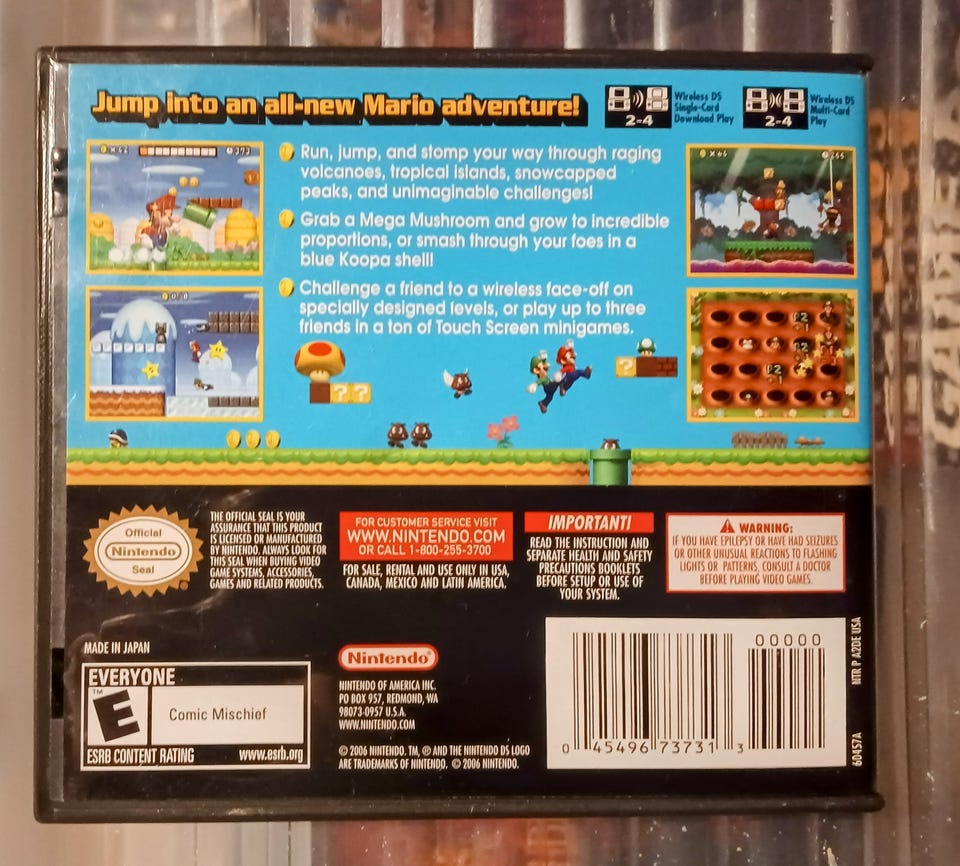 Jump into an all-new Mario adventure!
2-4
Wireless DS
Single-Card
Download Play
2-4
Wireless DS
Multi-Card
Play
Run, jump, and stomp your way through raging
volcanoes, tropical islands, snowcapped
peaks, and unimaginable challenges!
Grab a Mega Mushroom and grow to incredible
proportions, or smash through your foes in a
blue Koopa shell!
Challenge a friend to a wireless face-off on
specially designed levels, or play up to three
friends in a ton of Touch Screen minigames.
? ?
?
Official
Nintendo
Seal
THE OFFICIAL SEAL IS YOUR
ASSURANCE THAT THIS PRODUCT
IS LICENSED OR MANUFACTURED
BY NINTENDO. ALWAYS LOOK FOR
THIS SEAL WHEN BUYING VIDEO
GAME SYSTEMS, ACCESSORIES,
GAMES AND RELATED PRODUCTS.
FOR CUSTOMER SERVICE VISIT
WWW.NINTENDO.COM
OR CALL 1-800-255-3700
FOR SALE, RENTAL AND USE ONLY IN USA,
CANADA, MEXICO AND LATIN AMERICA.
IMPORTANT!
READ THE INSTRUCTION AND
SEPARATE HEALTH AND SAFETY
PRECAUTIONS BOOKLETS
BEFORE SETUP OR USE OF
YOUR SYSTEM.
WARNING:
IF YOU HAVE EPILEPSY OR HAVE HAD SEIZURES
OR OTHER UNUSUAL REACTIONS TO FLASHING
LIGHTS OR PATTERNS, CONSULT A DOCTOR
BEFORE PLAYING VIDEO GAMES.
MADE IN JAPAN
EVERYONE
E
TM
Comic Mischief
ESRB CONTENT RATING www.esrb.org
Nintendo
NINTENDO OF AMERICA INC.
PO BOX 957, REDMOND, WA
98073-0957 U.S.A.
WWW.NINTENDO.COM
© 2006 NINTENDO. TM, ® AND THE NINTENDO DS LOGO
ARE TRADEMARKS OF NINTENDO. © 2006 NINTENDO.
00000
0 45496 73731 3
NTR P A2DE USA
60457A